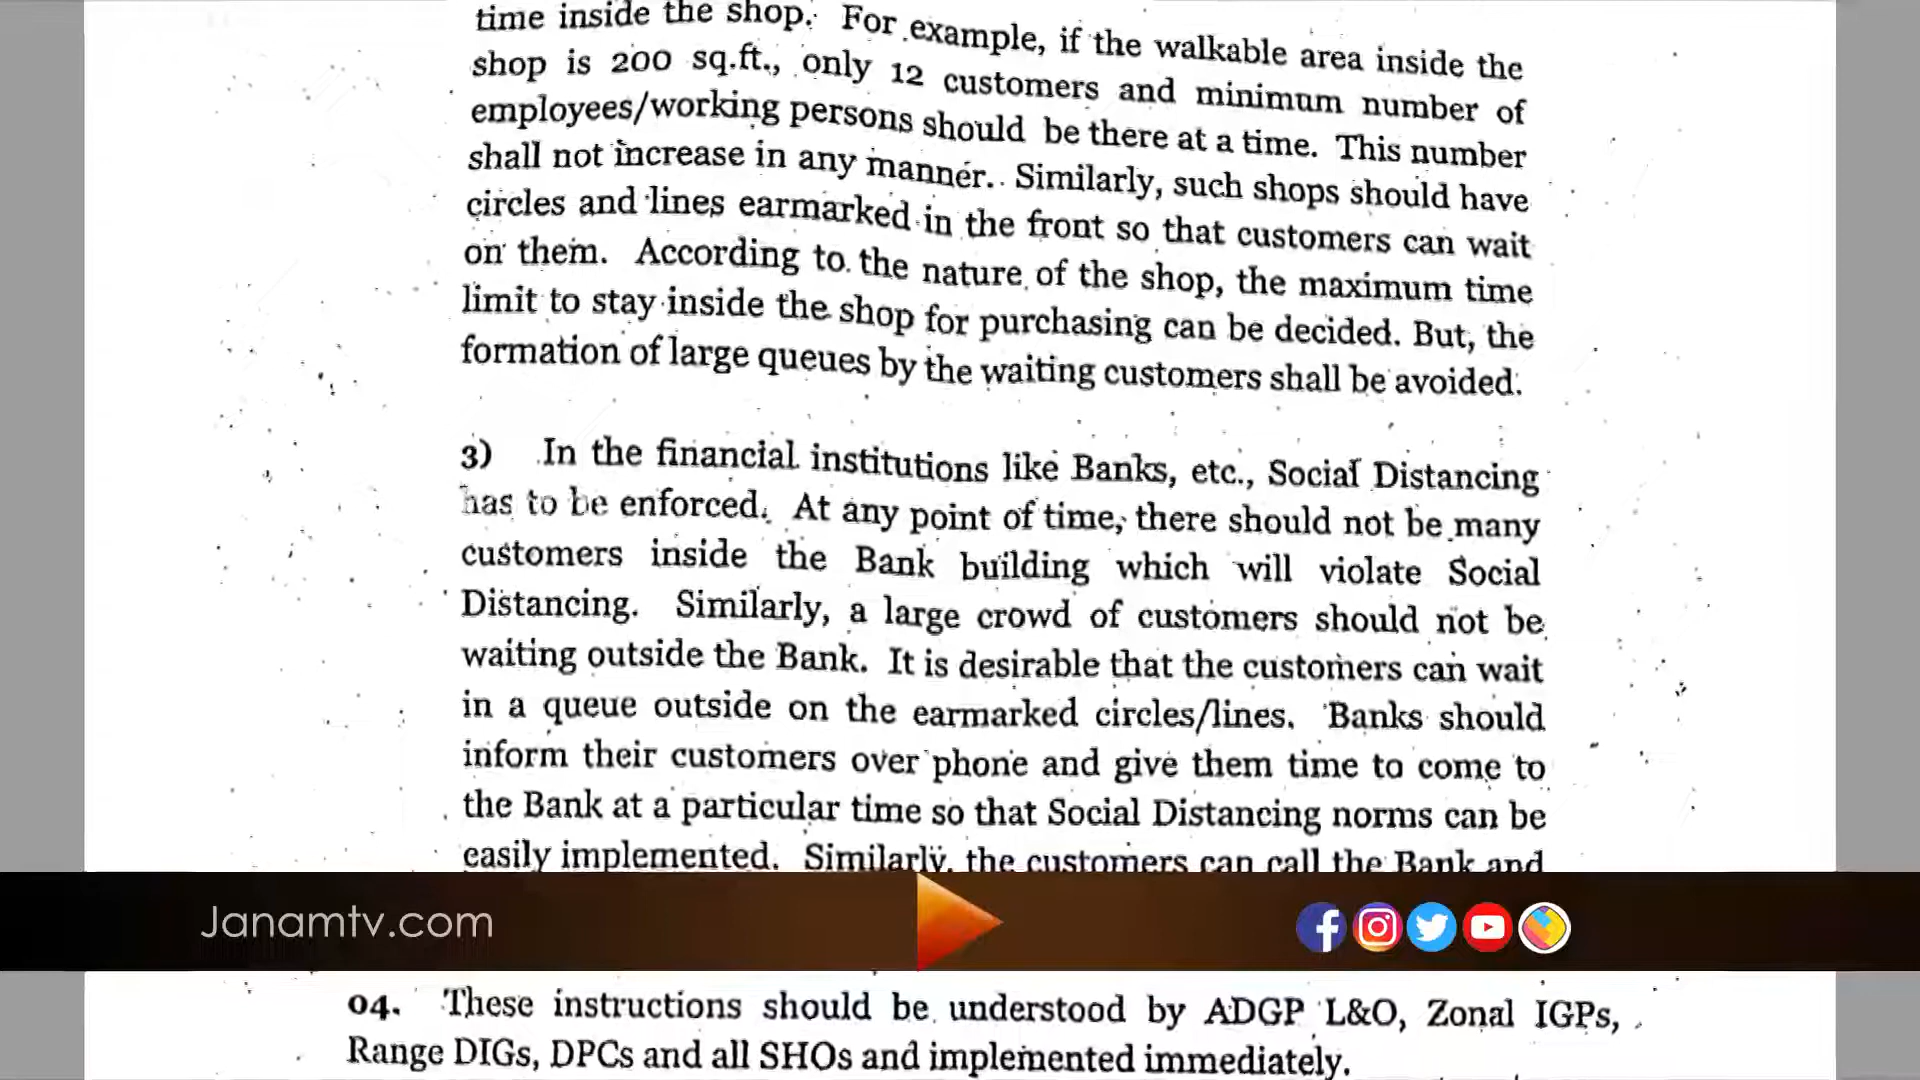 time inside the shop. For example, if the walkable area inside the
shop is 200 sq.ft., only 12 customers and minimum number of
employees/working persons should be there at a time. This number
shall not increase in any manner. Similarly, such shops should have
circles and lines earmarked in the front so that customers can wait
on them. According to the nature of the shop, the maximum time
limit to stay inside the shop for purchasing can be decided. But, the
formation of large queues by the waiting customers shall be avoided.
3) In the financial institutions like Banks, etc., Social Distancing
has to be enforced. At any point of time, there should not be many
customers inside the Bank building which will violate Social
Distancing. Similarly, a large crowd of customers should not be
waiting outside the Bank. It is desirable that the customers can wait
in a queue outside on the earmarked circles/lines. Banks should
inform their customers over phone and give them time to come to
the Bank at a particular time so that Social Distancing norms can be
easily implemented. Similarly, the customers can call the Bank and
Janamtv.com
04. These instructions should be understood by ADGP L&O, Zonal IGPs,
Range DIGs, DPCs and all SHOs and implemented immediately.